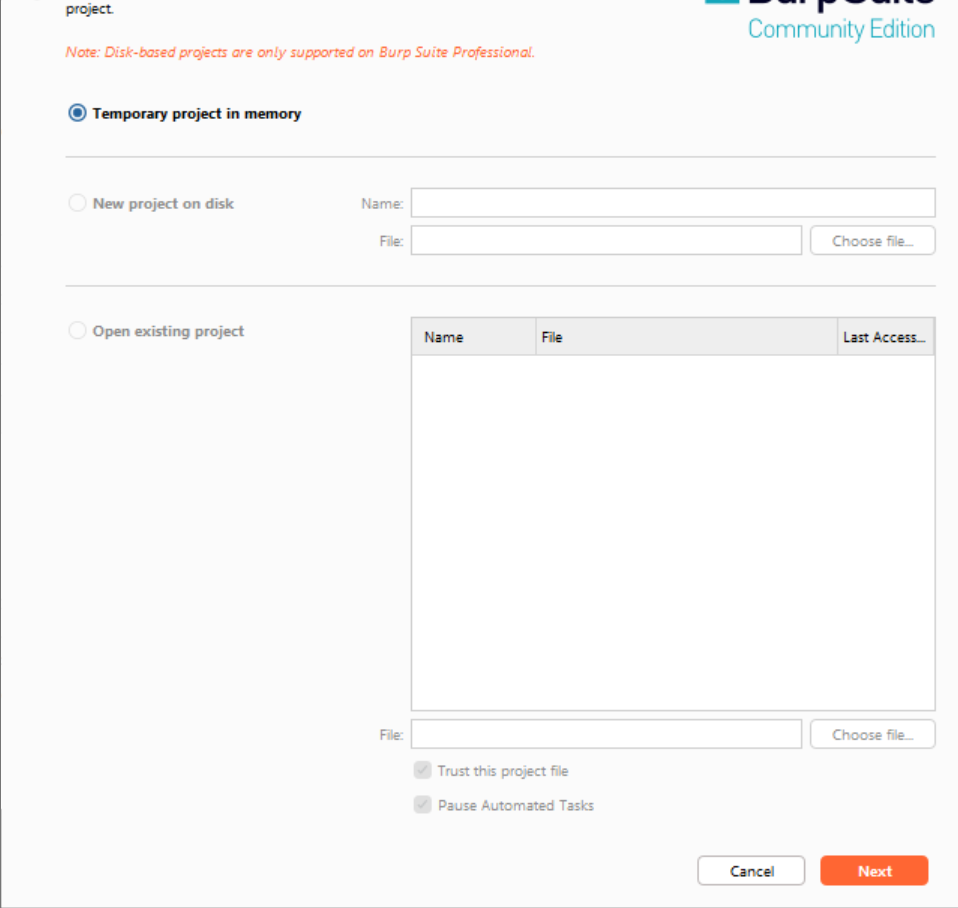 project.
BurpSuite
Community Edition
Note: Disk-based projects are only supported on Burp Suite Professional.
Temporary project in memory
New project on disk
Name:
File:
Choose file...
Open existing project
Name
File
Last Access...
File:
Choose file...
Trust this project file
Pause Automated Tasks
Cancel
Next